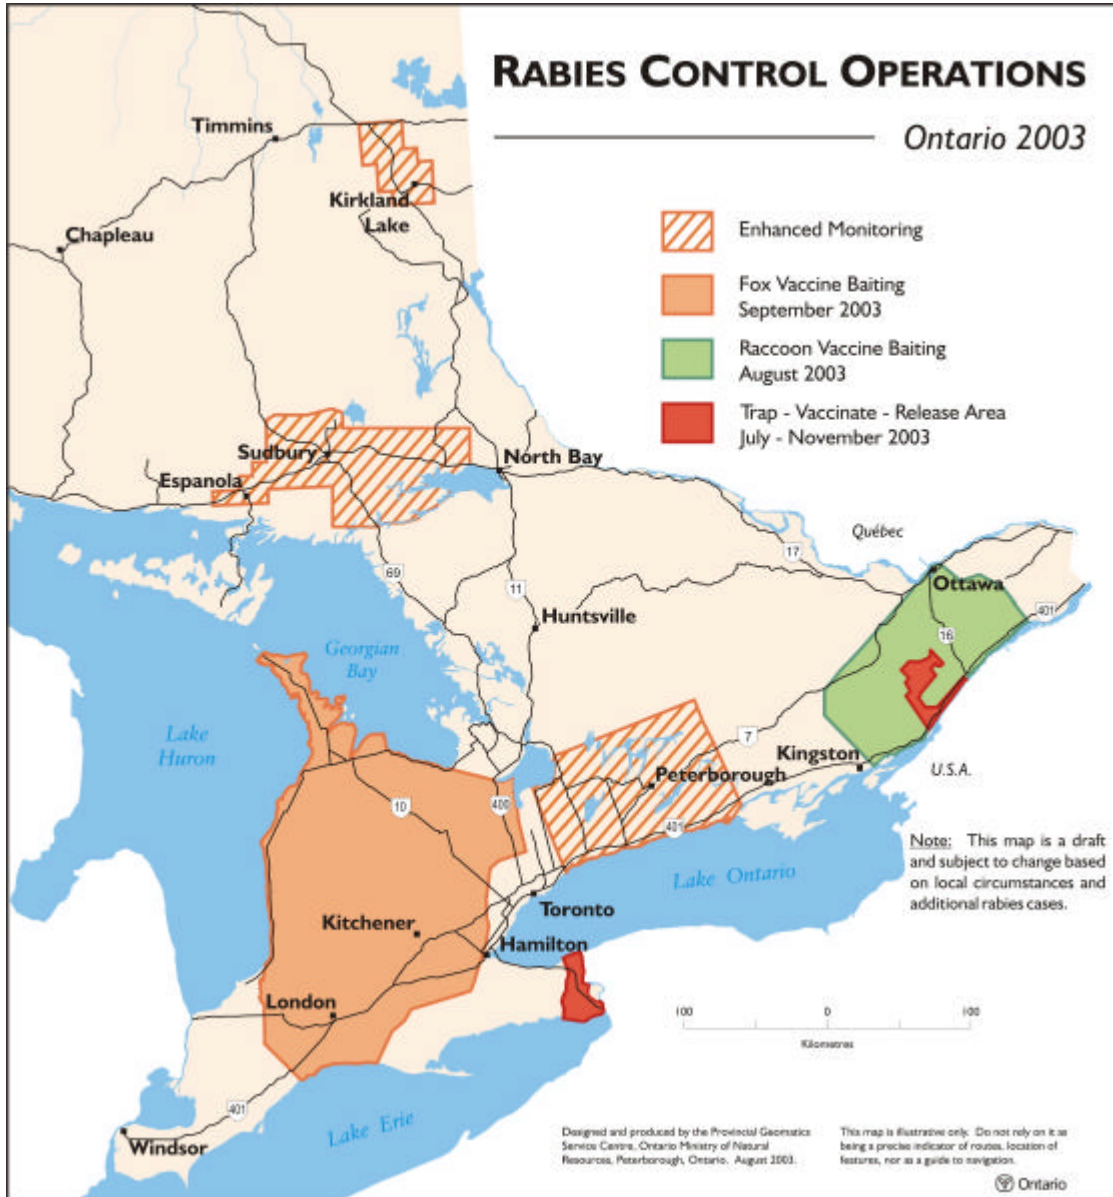 RABIES CONTROL OPERATIONS
Ontario 2003
Enhanced Monitoring
Fox Vaccine Baiting
September 2003
Raccoon Vaccine Baiting
August 2003
Trap - Vaccinate - Release Area
July - November 2003
Timmins
Kirkland
Lake
Chapleau
Sudbury
North Bay
Espanola
Québec
17
69
11
Ottawa
401
Huntsville
16
Georgian
Bay
Lake
Huron
7
Kingston
U.S.A.
Peterborough
10
400
401
Note: This map is a draft
and subject to change based
on local circumstances and
additional rabies cases.
Lake Ontario
Toronto
Kitchener
Hamilton
London
100
0
100
Kilometres
401
Lake Erie
Windsor
Designed and produced by the Provincial Geomatics
Service Centre, Ontario Ministry of Natural
Resources, Peterborough, Ontario. August 2003.
This map is illustrative only. Do not rely on it as
being a precise indicator of routes, location of
features, nor as a guide to navigation.
Ontario